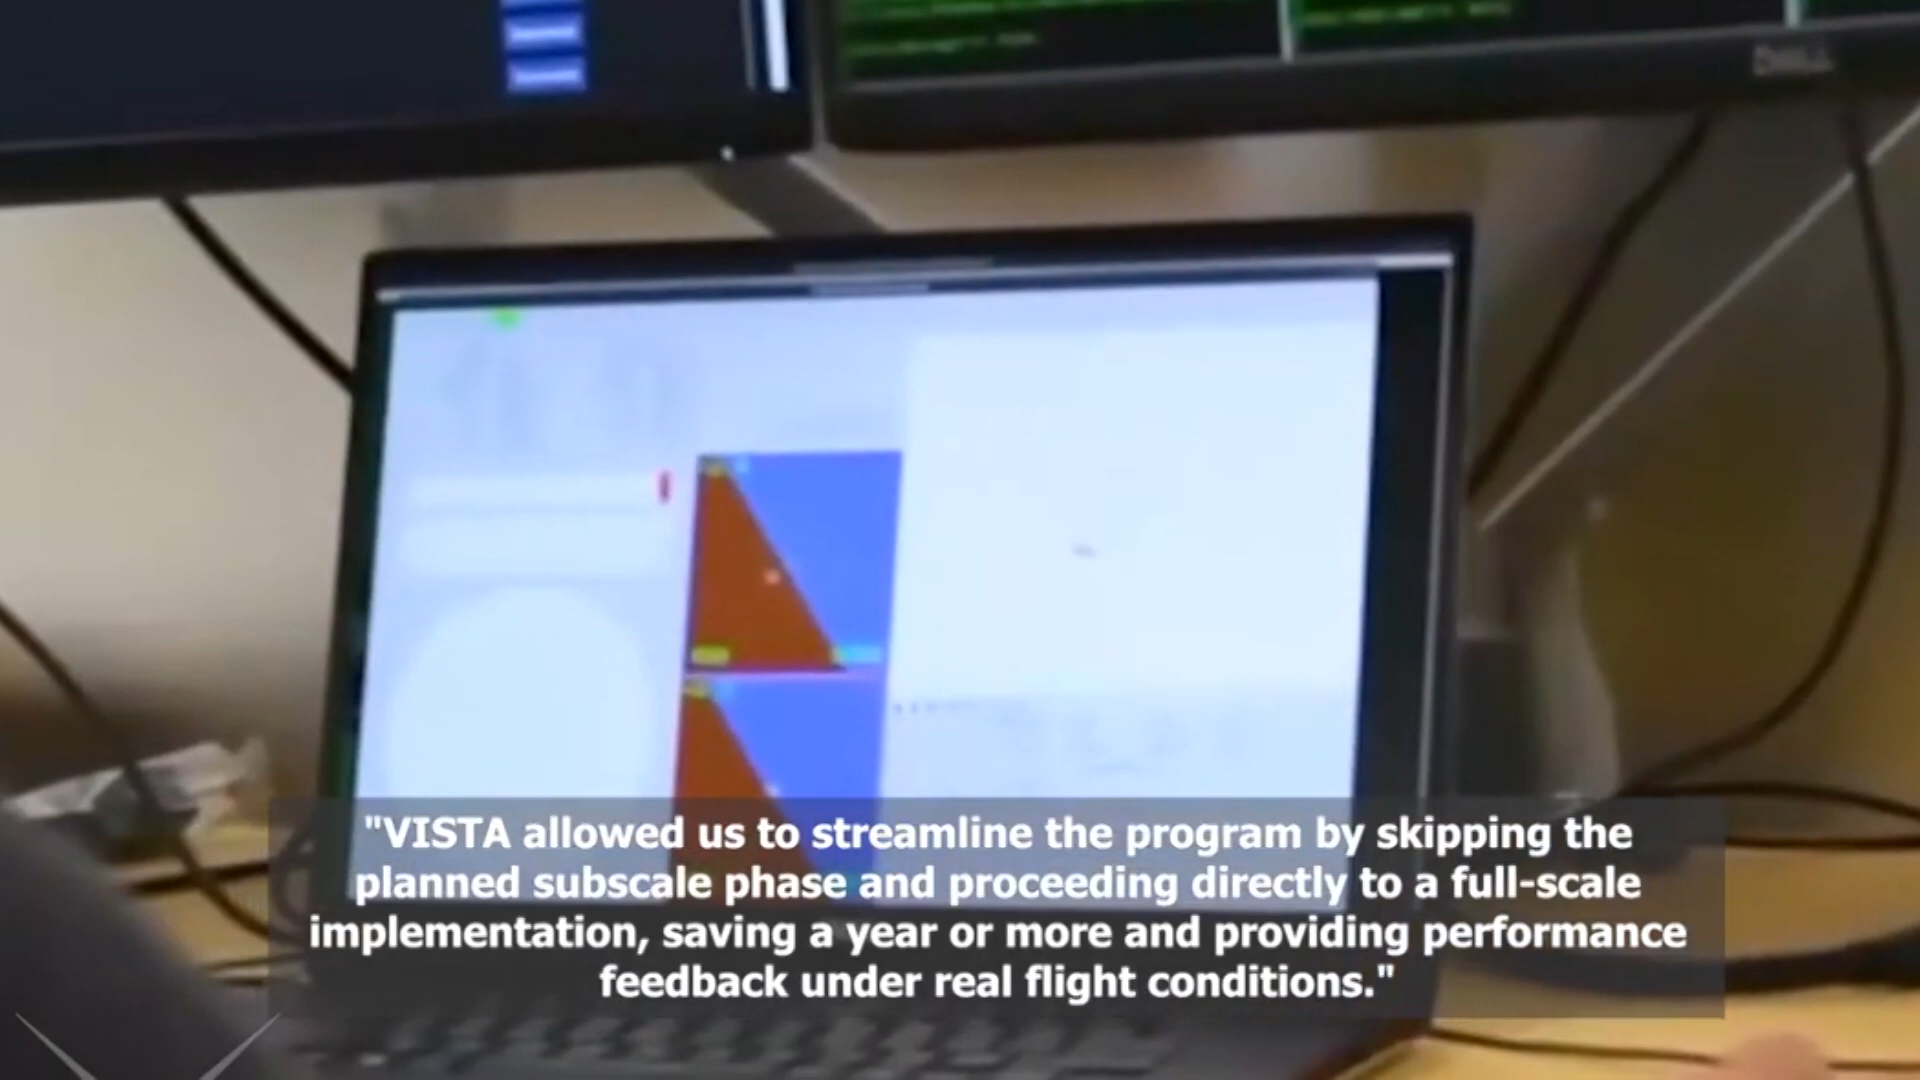 DELL
"VISTA allowed us to streamline the program by skipping the
planned subscale phase and proceeding directly to a full-scale
implementation, saving a year or more and providing performance
feedback under real flight conditions."